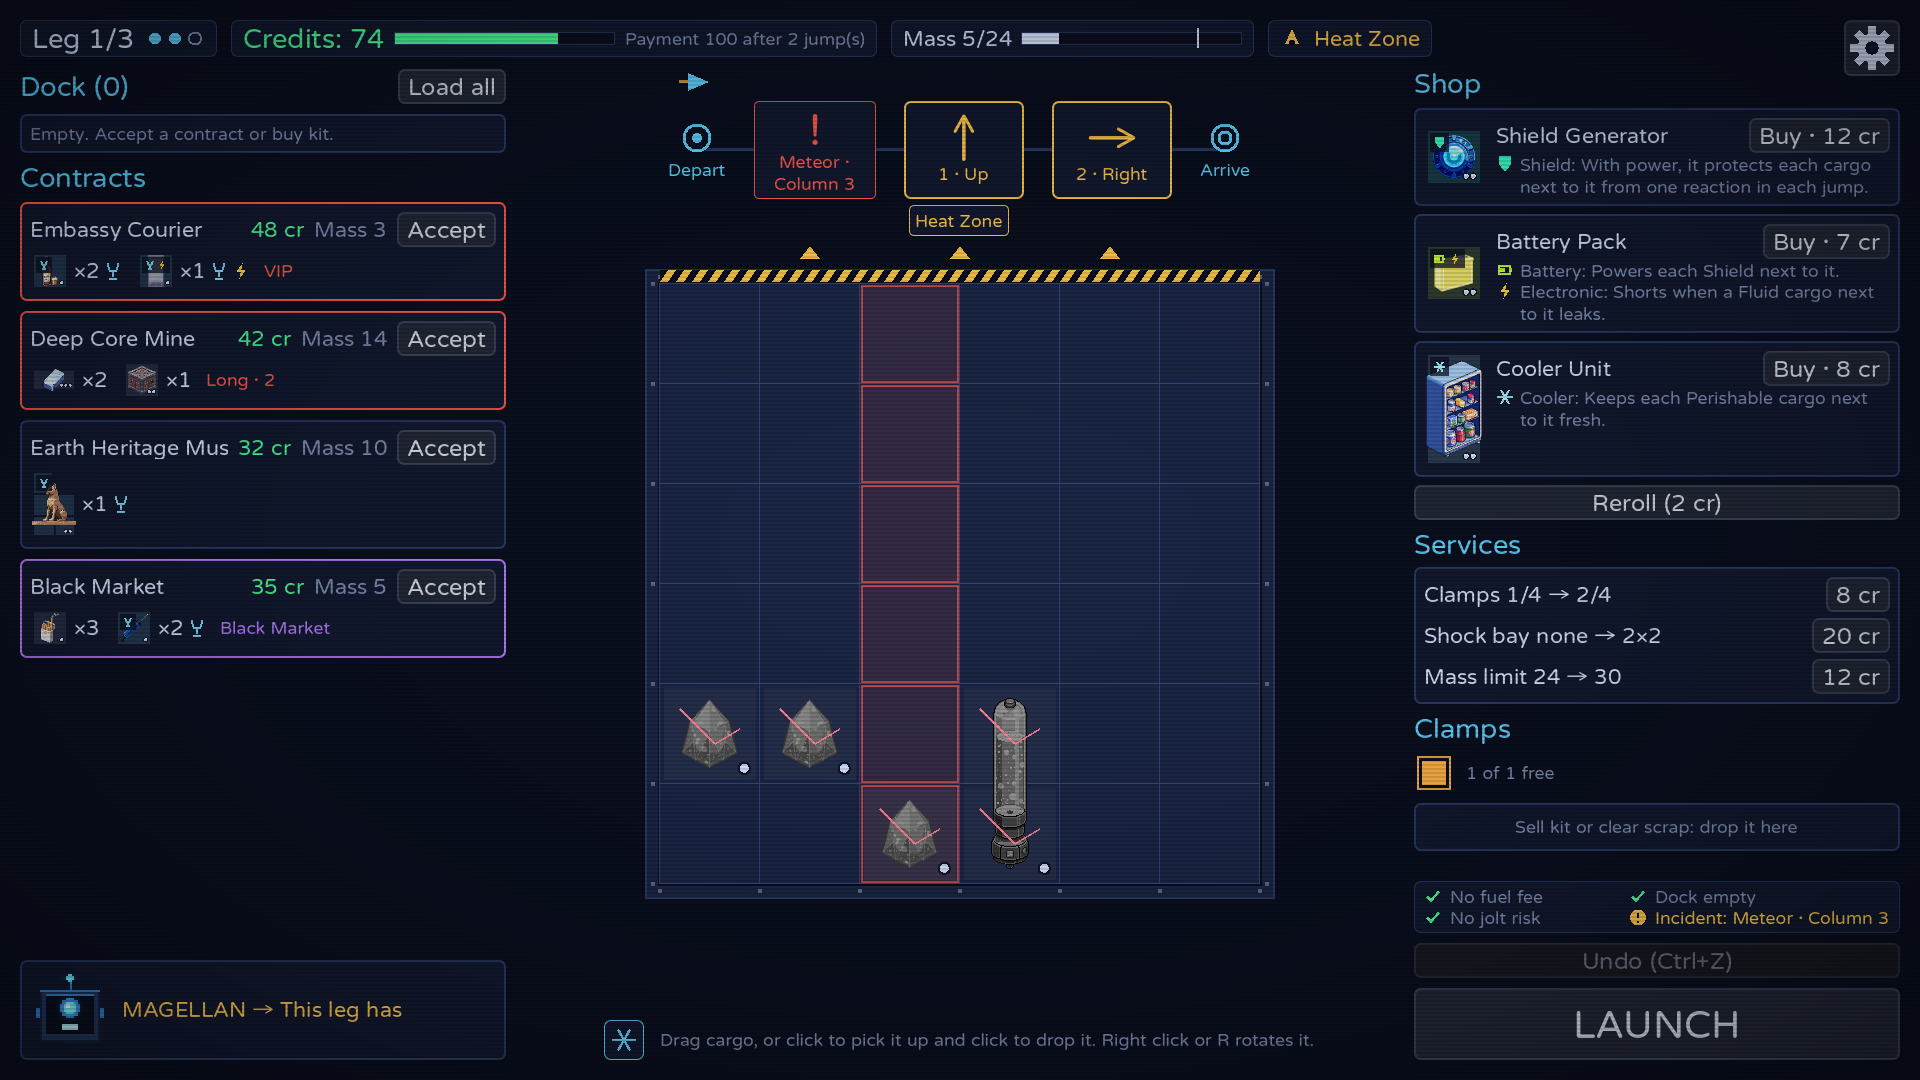 Leg 1/3
Credits: 74
Payment 100 after 2 jump(s)
Mass 5/24
Heat Zone
Dock (0)
Load all
Empty. Accept a contract or buy kit.
Contracts
Embassy Courier 48 cr Mass 3 Accept
×2 ×1 VIP
Deep Core Mine 42 cr Mass 14 Accept
×2 ×1 Long · 2
Earth Heritage Mus 32 cr Mass 10 Accept
×1
Black Market 35 cr Mass 5 Accept
×3 ×2 Black Market
MAGELLAN → This leg has
Depart
Meteor ·
Column 3
1 · Up
2 · Right
Arrive
Heat Zone
Drag cargo, or click to pick it up and click to drop it. Right click or R rotates it.
Shop
Shield Generator Buy · 12 cr
Shield: With power, it protects each cargo
next to it from one reaction in each jump.
Battery Pack Buy · 7 cr
Battery: Powers each Shield next to it.
Electronic: Shorts when a Fluid cargo next
to it leaks.
Cooler Unit Buy · 8 cr
Cooler: Keeps each Perishable cargo next
to it fresh.
Reroll (2 cr)
Services
Clamps 1/4 → 2/4 8 cr
Shock bay none → 2×2 20 cr
Mass limit 24 → 30 12 cr
Clamps
1 of 1 free
Sell kit or clear scrap: drop it here
No fuel fee Dock empty
No jolt risk Incident: Meteor · Column 3
Undo (Ctrl+Z)
LAUNCH